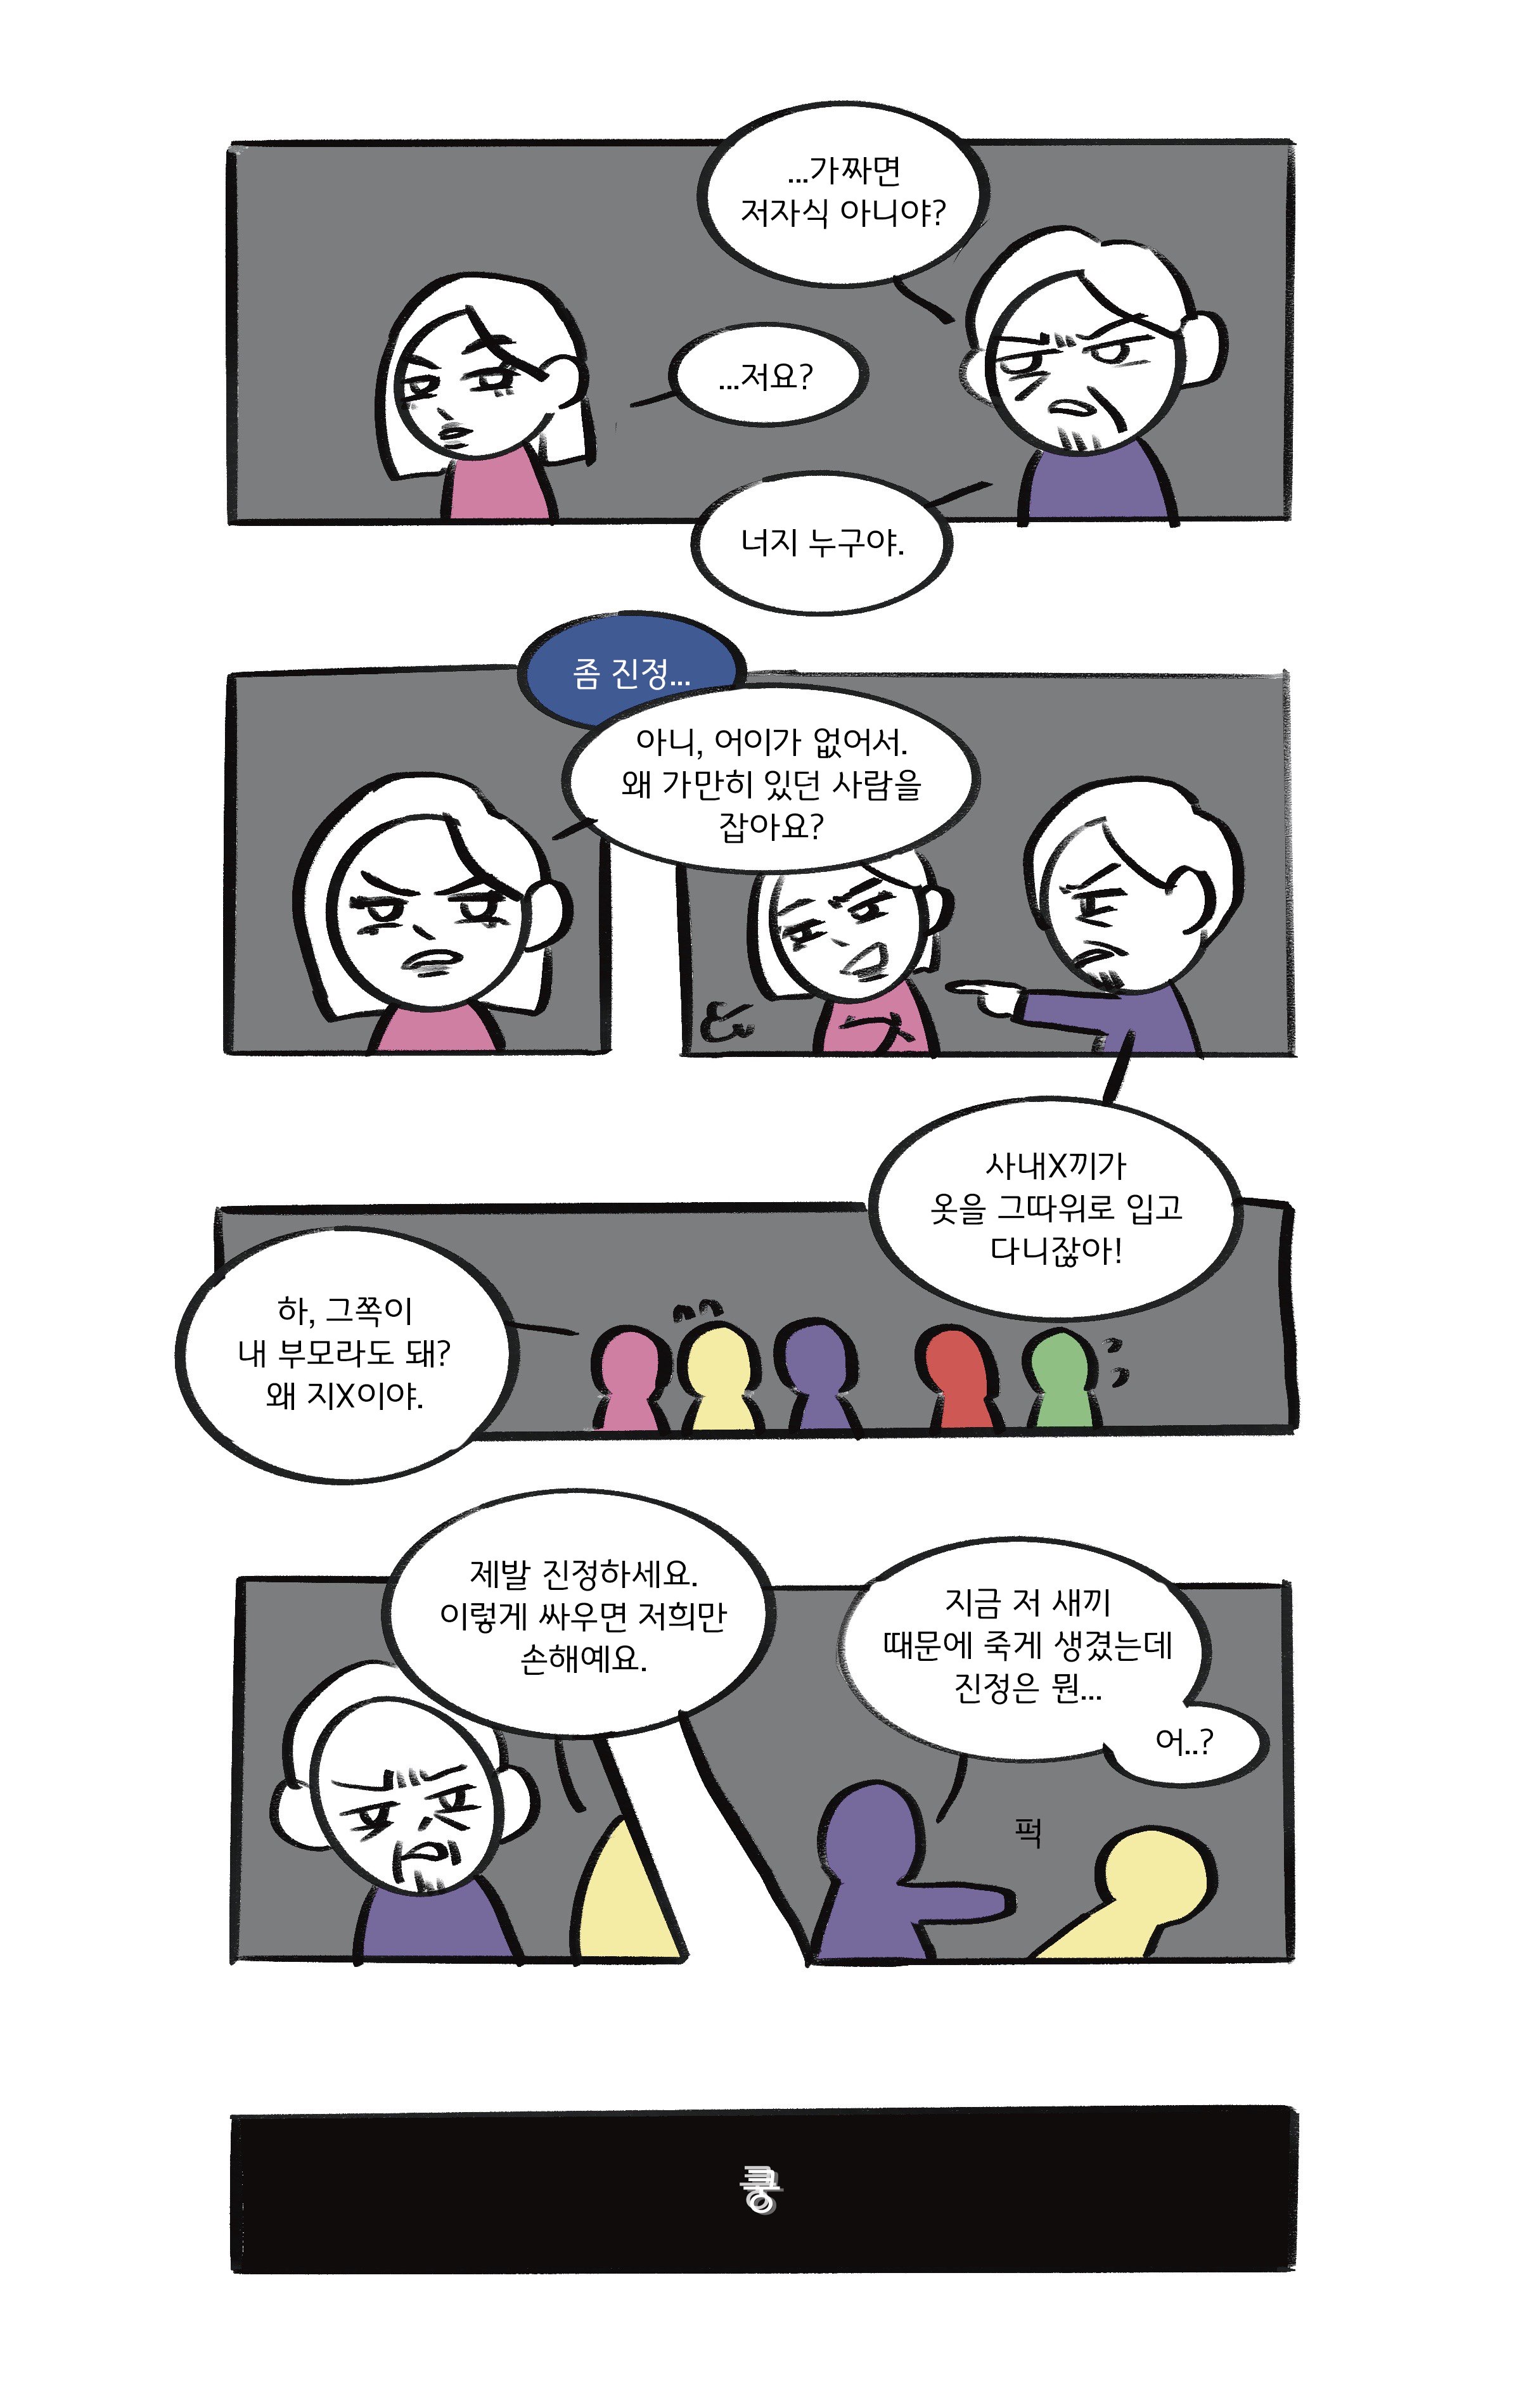 ...가짜면
저자식 아니야?
...저요?
너지 누구야.
좀 진정...
아니, 어이가 없어서.
왜 가만히 있던 사람을
잡아요?
사내X끼가
옷을 그따위로 입고
다니잖아!
하, 그쪽이
내 부모라도 돼?
왜 지X이야.
제발 진정하세요.
이렇게 싸우면 저희만
손해예요.
지금 저 새끼
때문에 죽게 생겼는데
진정은 뭔...
어..?
퍽
쿵